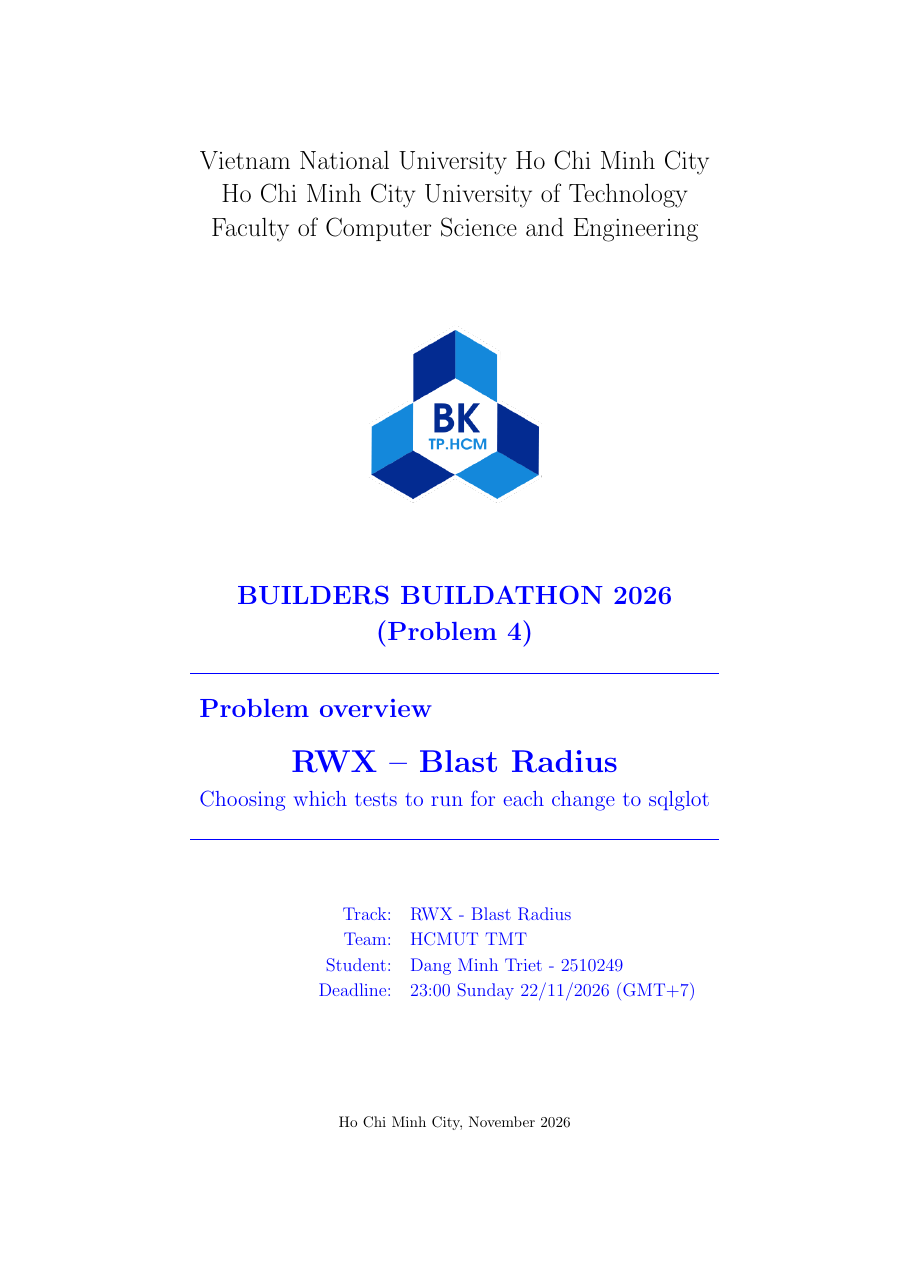 Vietnam National University Ho Chi Minh City
Ho Chi Minh City University of Technology
Faculty of Computer Science and Engineering
BK
TP.HCM
BUILDERS BUILDATHON 2026
(Problem 4)
Problem overview
RWX – Blast Radius
Choosing which tests to run for each change to sqlglot
Track: RWX - Blast Radius
Team: HCMUT TMT
Student: Dang Minh Triet - 2510249
Deadline: 23:00 Sunday 22/11/2026 (GMT+7)
Ho Chi Minh City, November 2026